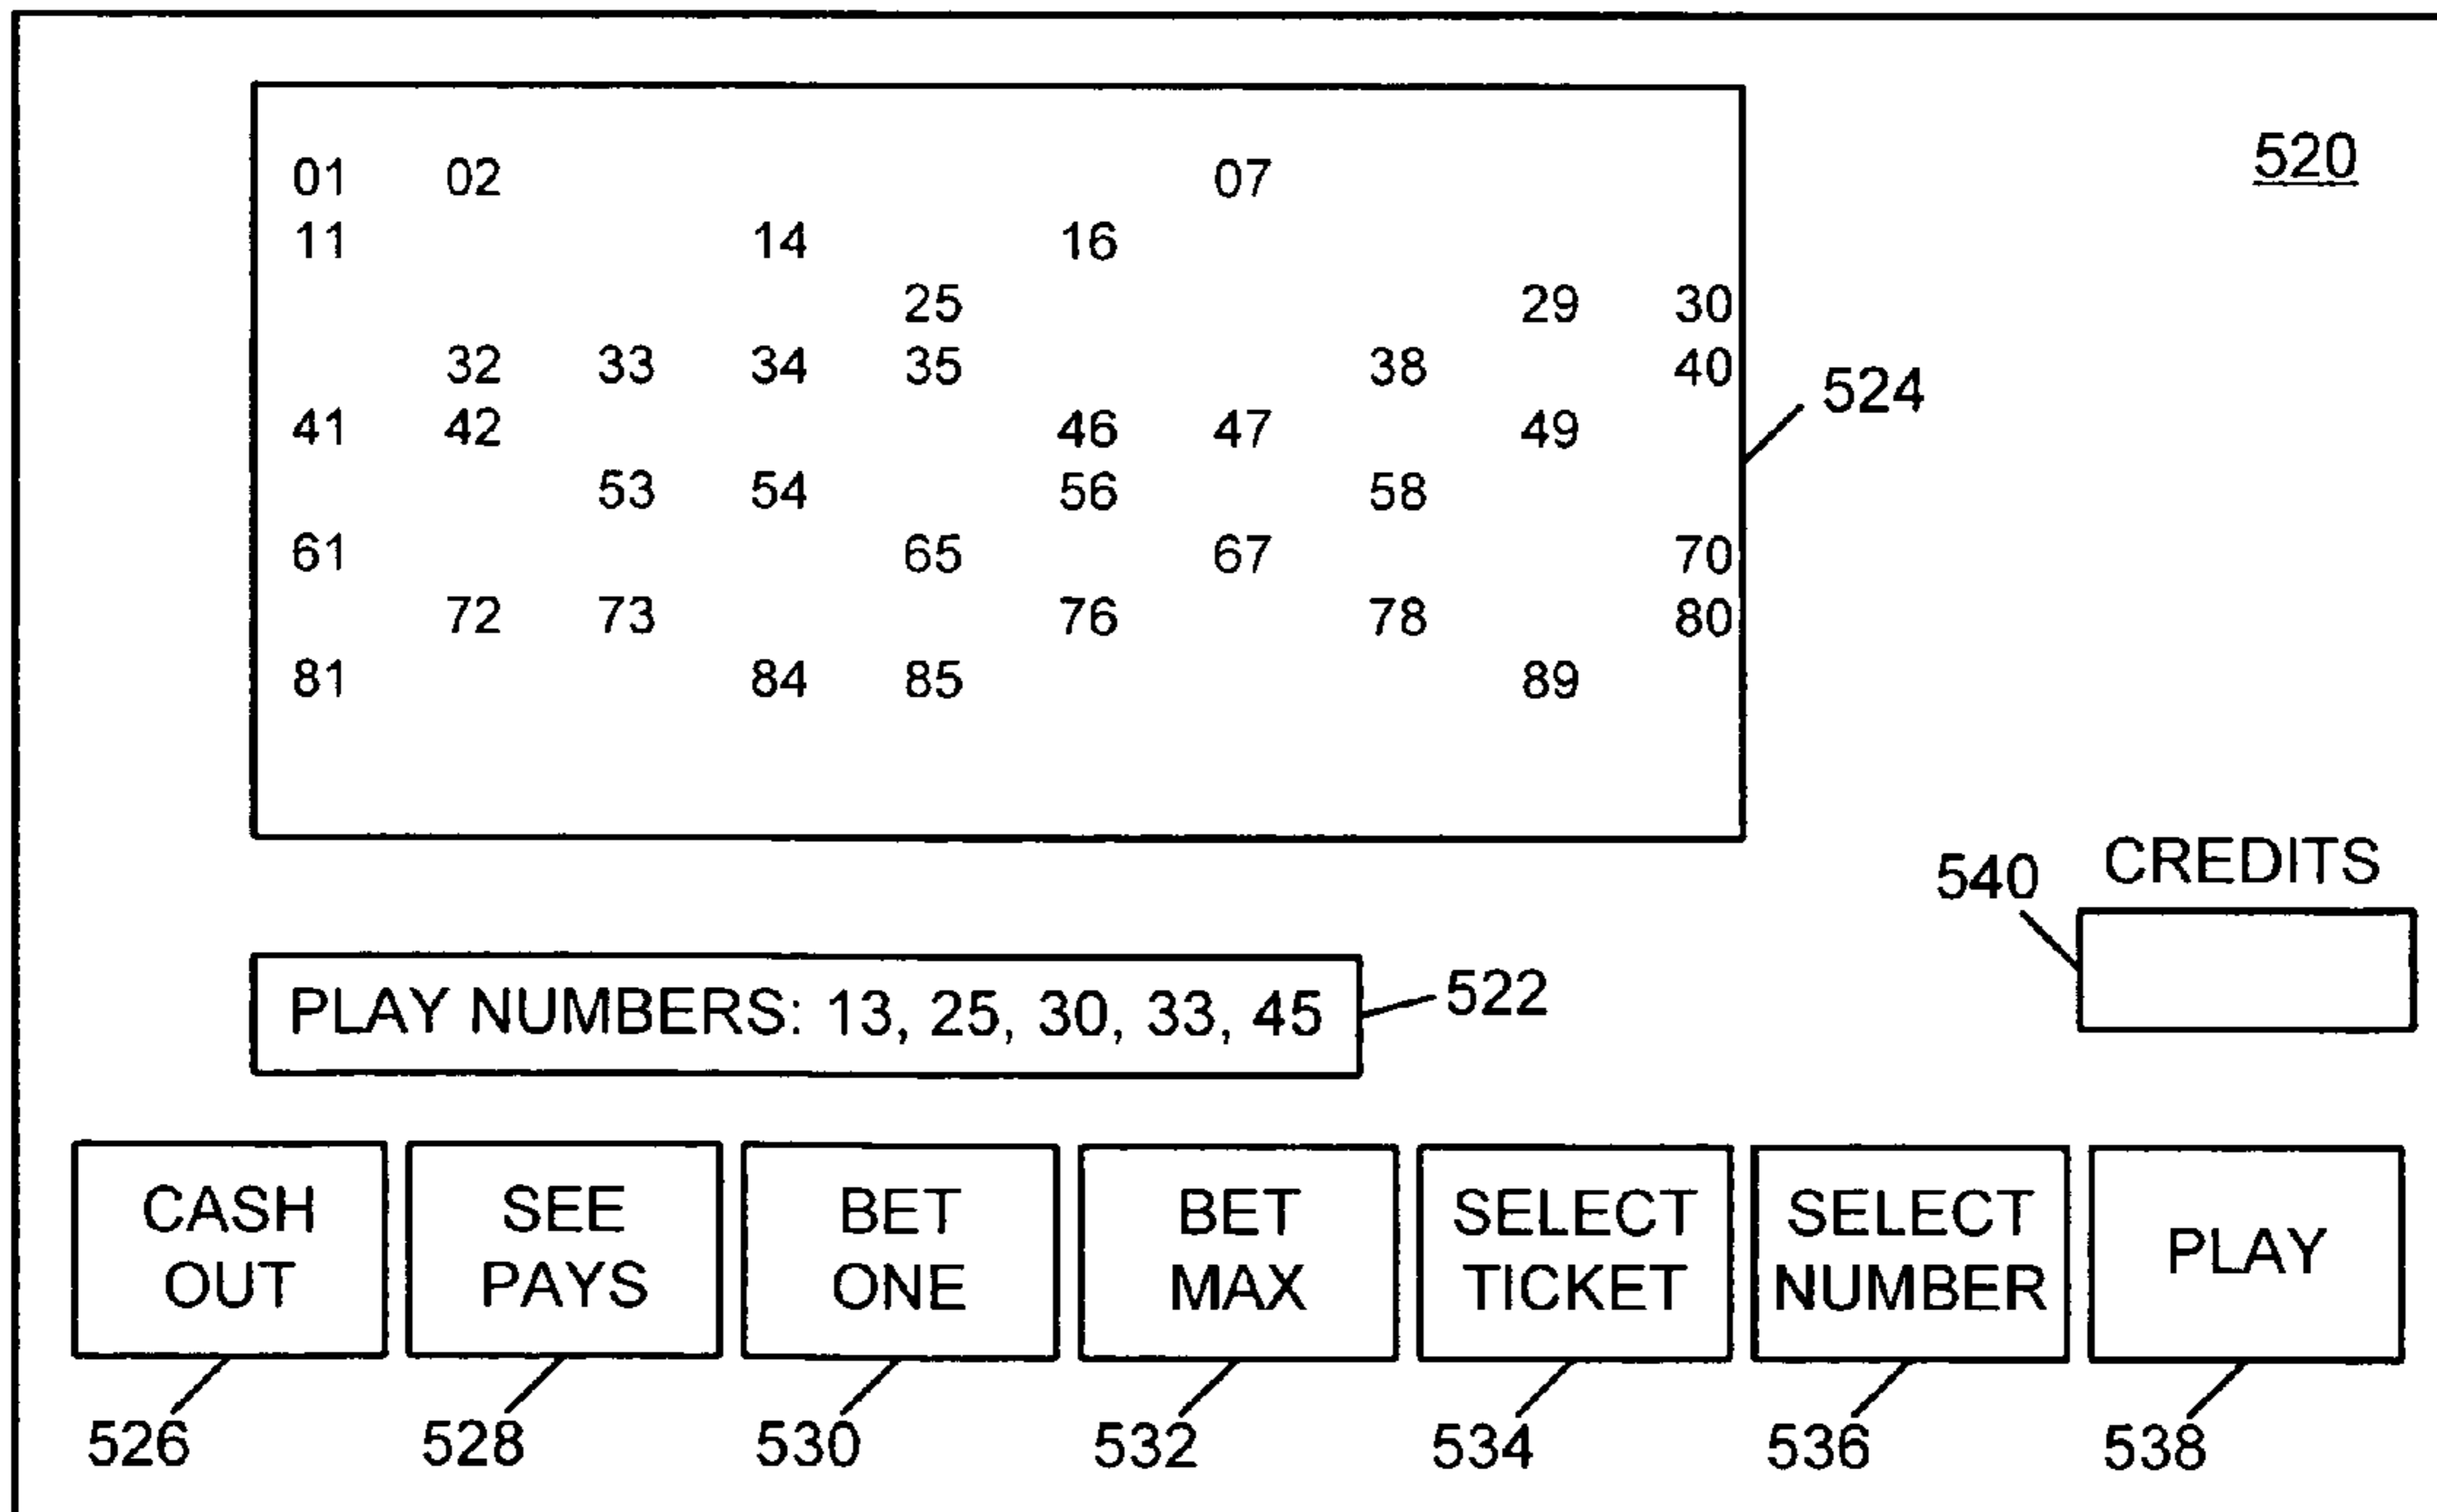 520
01 02 07
11 14 16
25 29 30
32 33 34 35 38 40
524
41 42 46 47 49
53 54 56 58
61 65 67 70
72 73 76 78 80
81 84 85 89
CREDITS
540
PLAY NUMBERS: 13, 25, 30, 33, 45
522
CASH
OUT
SEE
PAYS
BET
ONE
BET
MAX
SELECT
TICKET
SELECT
NUMBER
PLAY
526 528 530 532 534 536 538